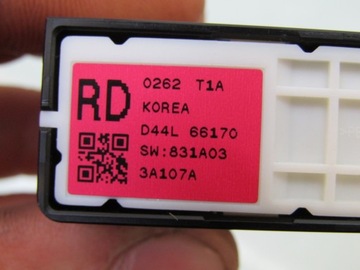 RD
0262 T1A
KOREA
D44L 66170
SW:831A03
3A107A